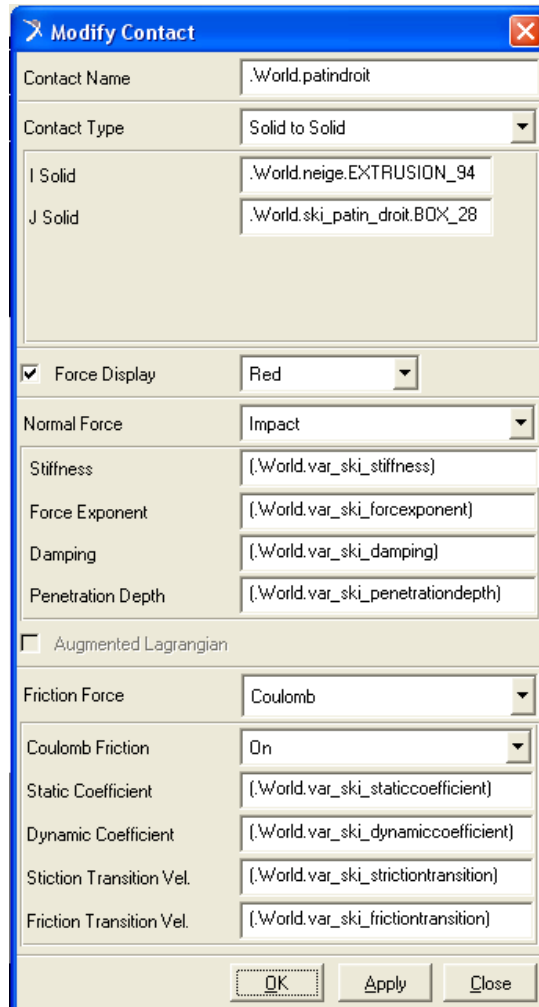 Modify Contact
Contact Name .World.patindroit
Contact Type Solid to Solid
I Solid .World.neige.EXTRUSION_94
J Solid .World.ski_patin_droit.BOX_28
Force Display Red
Normal Force Impact
Stiffness (.World.var_ski_stiffness)
Force Exponent (.World.var_ski_forcexponent)
Damping (.World.var_ski_damping)
Penetration Depth (.World.var_ski_penetrationdepth)
Augmented Lagrangian
Friction Force Coulomb
Coulomb Friction On
Static Coefficient (.World.var_ski_staticcoefficient)
Dynamic Coefficient (.World.var_ski_dynamiccoefficient)
Stiction Transition Vel. (.World.var_ski_strictiontransition)
Friction Transition Vel. (.World.var_ski_frictiontransition)
OK Apply Close